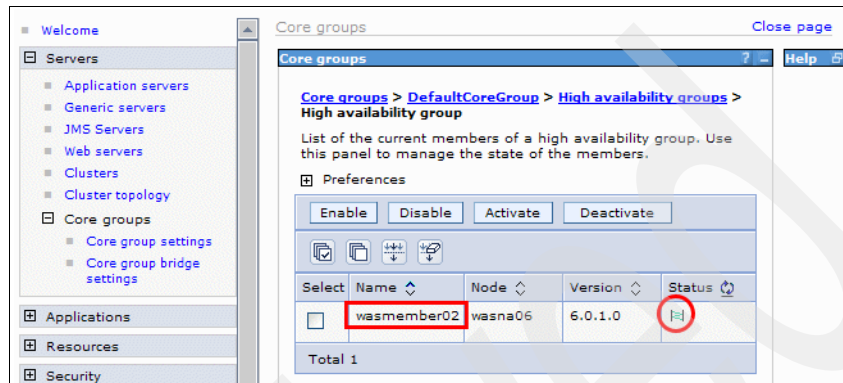 Welcome
Servers
Application servers
Generic servers
JMS Servers
Web servers
Clusters
Cluster topology
Core groups
Core group settings
Core group bridge
settings
Applications
Resources
Security
Core groups
Close page
Core groups
? –
Help
Core groups > DefaultCoreGroup > High availability groups >
High availability group
List of the current members of a high availability group. Use
this panel to manage the state of the members.
Preferences
Enable Disable Activate Deactivate
Select Name Node Version Status
wasmember02 wasna06 6.0.1.0
Total 1